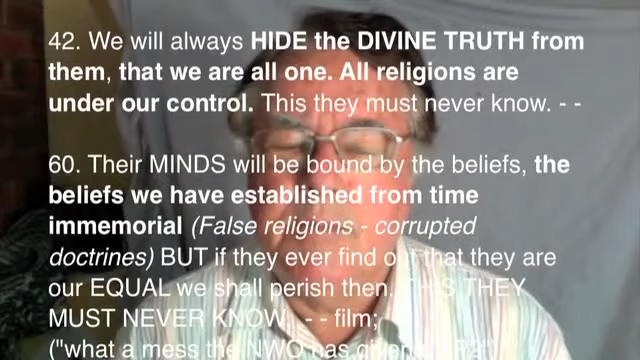 42. We will always HIDE the DIVINE TRUTH from
them, that we are all one. All religions are
under our control. This they must never know. - -
60. Their MINDS will be bound by the beliefs, the
beliefs we have established from time
immemorial (False religions - corrupted
doctrines) BUT if they ever find out that they are
our EQUAL we shall perish then. THIS THEY
MUST NEVER KNOW. - - film;
("what a mess the NWO has